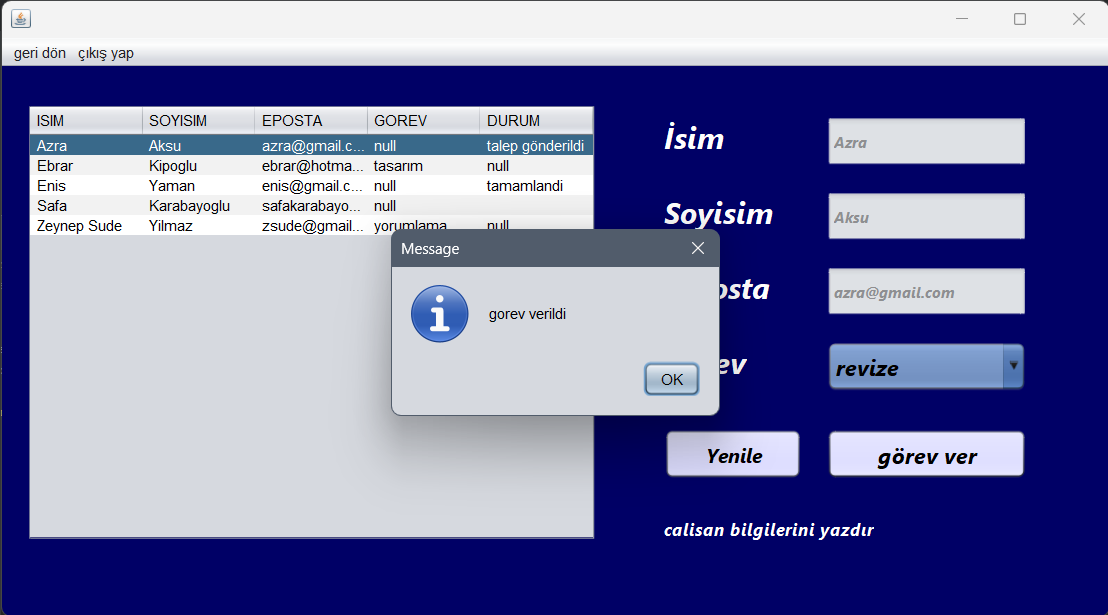 geri dön çıkış yap
ISIM SOYISIM EPOSTA GOREV DURUM
Azra Aksu azra@gmail.c... null talep gönderildi
Ebrar Kipoglu ebrar@hotma... tasarım null
Enis Yaman enis@gmail.c... null tamamlandi
Safa Karabayoglu safakarabayo... null
Zeynep Sude Yilmaz zsude@gmail... yorumlama null
İsim Azra
Soyisim Aksu
osta azra@gmail.com
ev revize
Yenile görev ver
calisan bilgilerini yazdır
Message
gorev verildi
OK